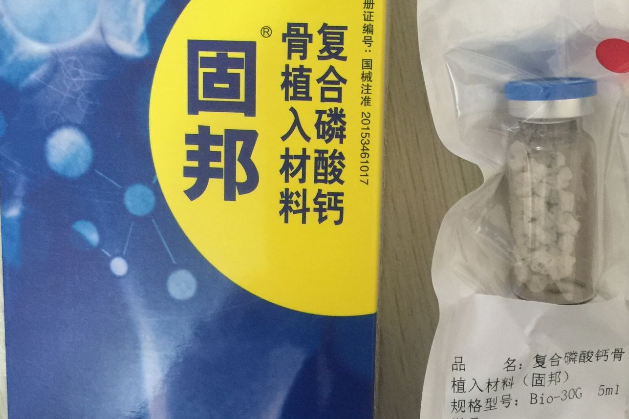 固邦®
复合磷酸钙
骨植入材料
册证编号：国械注准 20153461017
品 名：复合磷酸钙骨
植入材料（固邦）
规格型号：Bio-30G 5ml